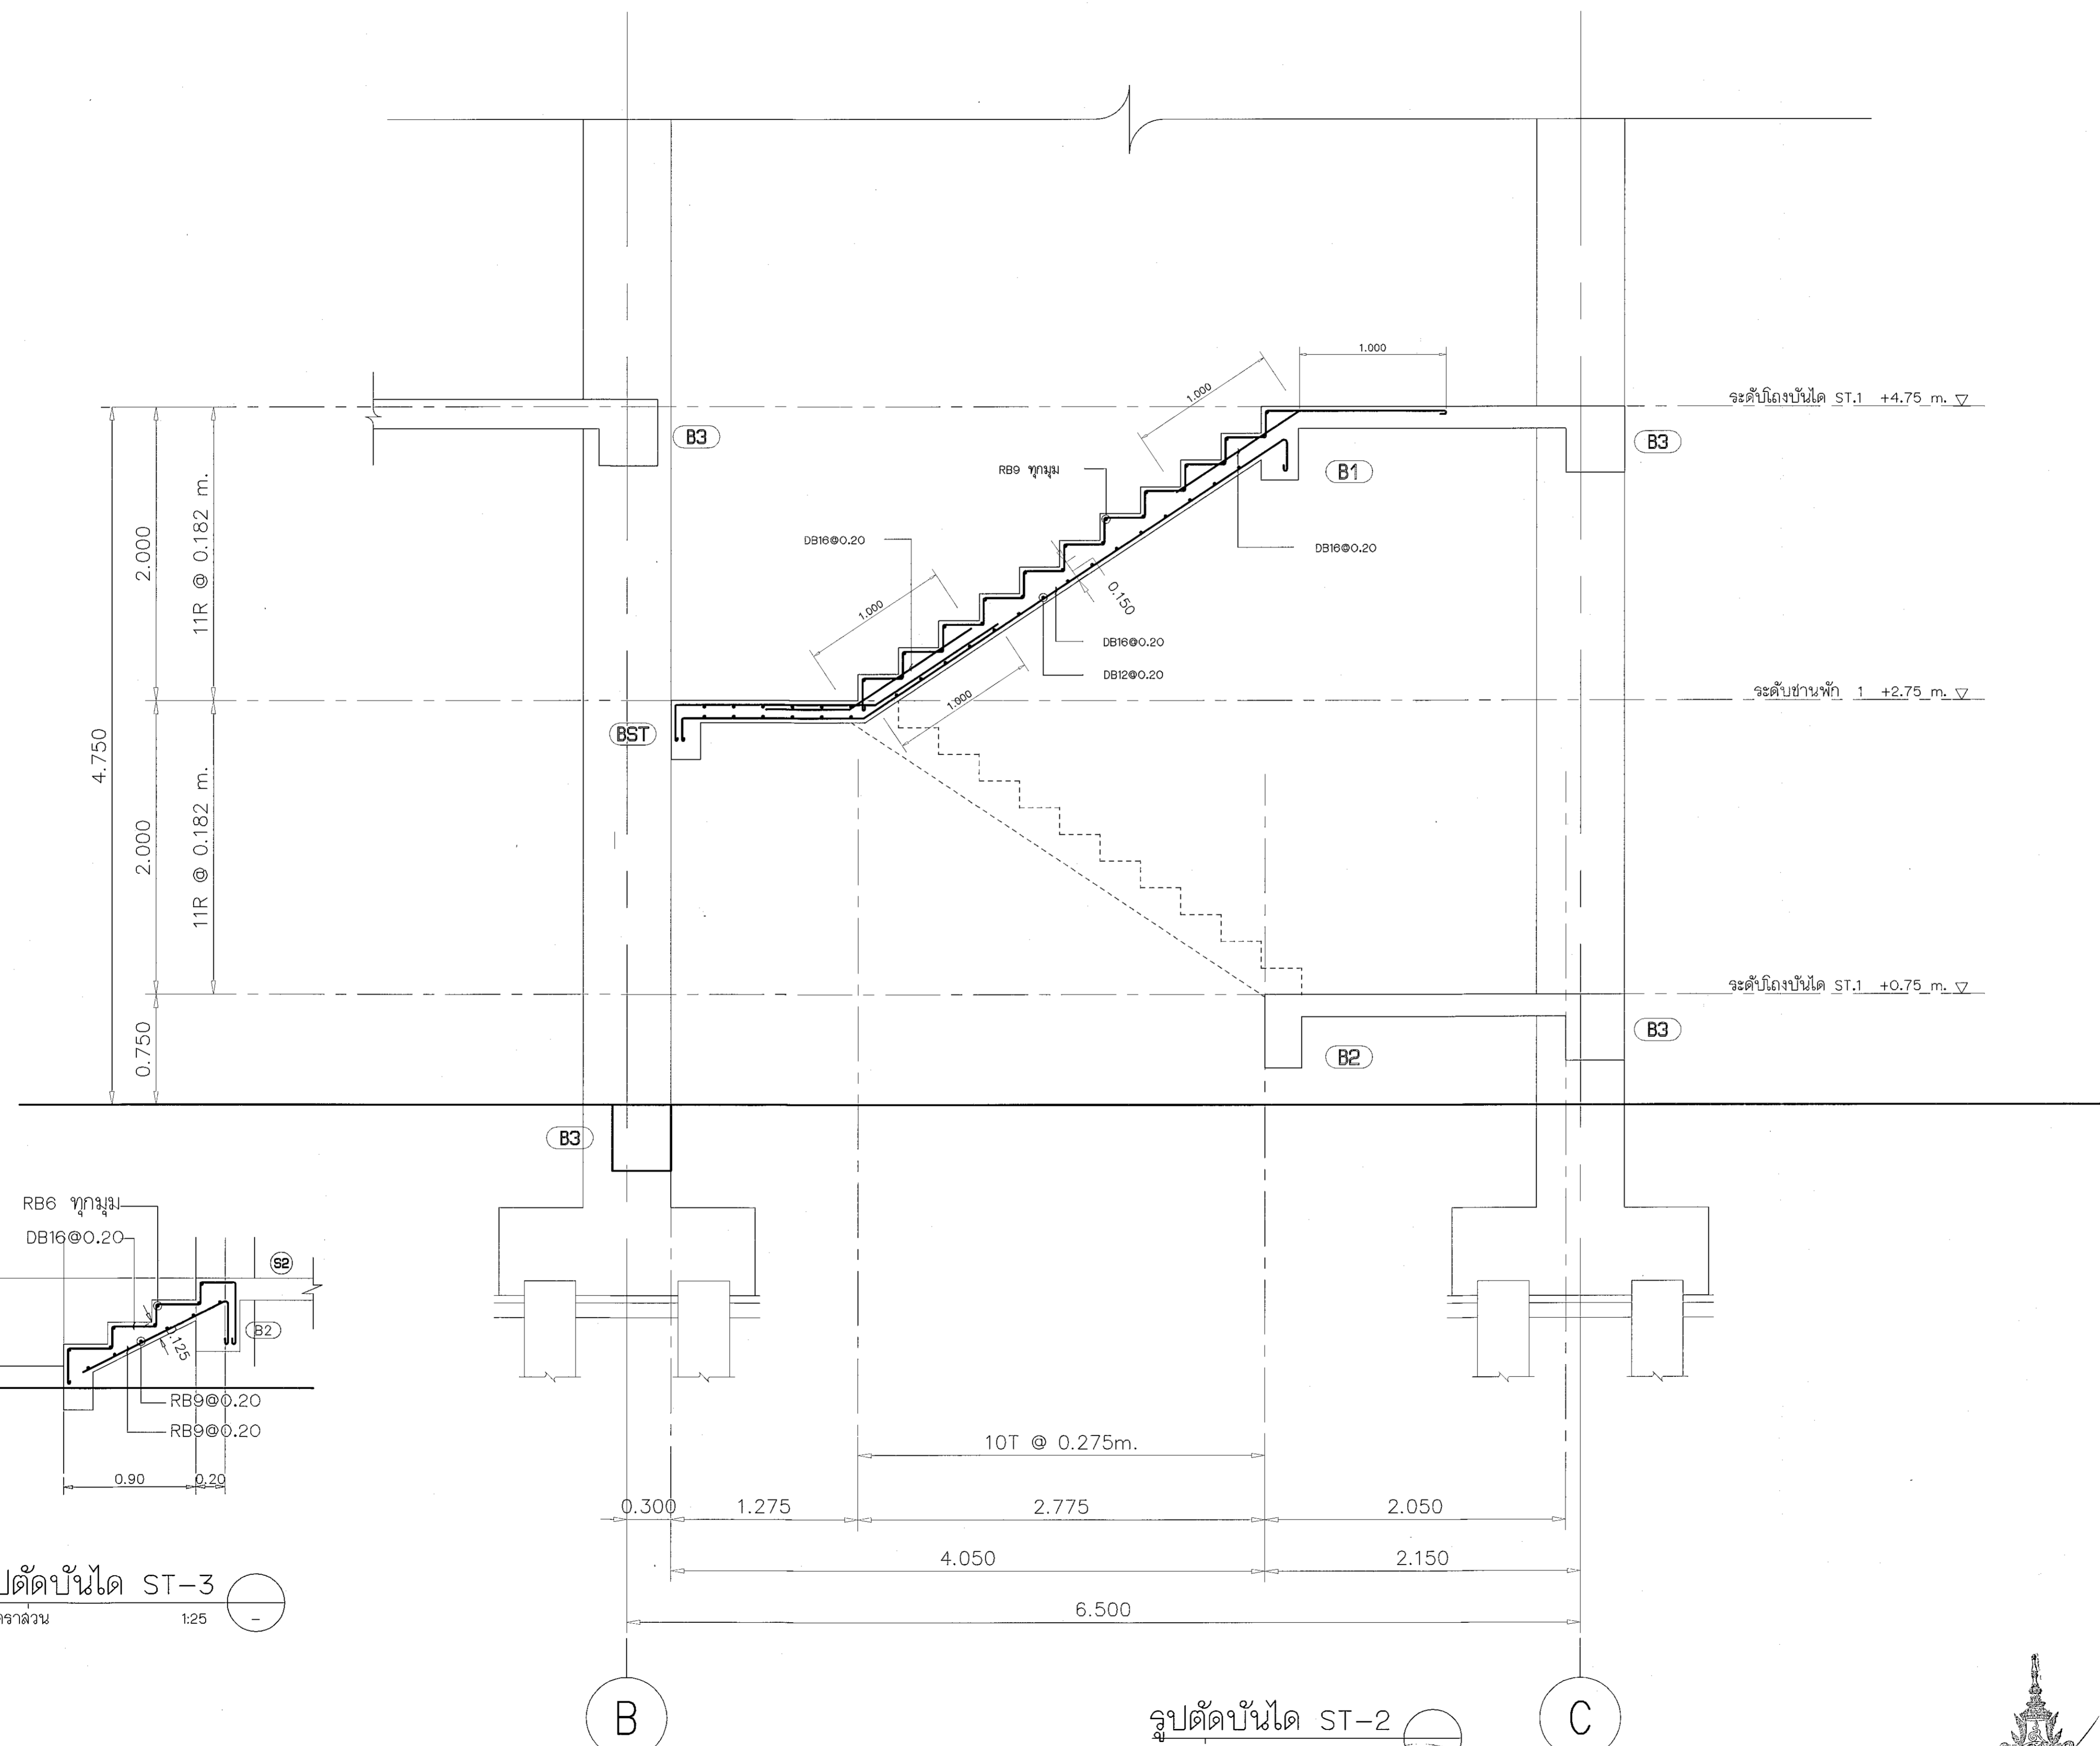 1.000
1.000
ระดับโถงบันได ST.1 +4.75 m.
B3
B3
B1
RB9 ทุกมุม
DB16@0.20
DB16@0.20
2.000
11R @ 0.182 m.
0.150
1.000
DB16@0.20
DB12@0.20
1.000
ระดับชานพัก 1 +2.75 m.
BST
4.750
2.000
11R @ 0.182 m.
ระดับโถงบันได ST.1 +0.75 m.
B3
B2
0.750
B3
RB6 ทุกมุม
DB16@0.20
S2
B2
0.125
RB9@0.20
RB9@0.20
0.90
0.20
10T @ 0.275m.
0.300
1.275
2.775
2.050
4.050
2.150
6.500
ปตัดบันได ST-3
ตราส่วน 1:25
-
B
C
รูปตัดบันได ST-2